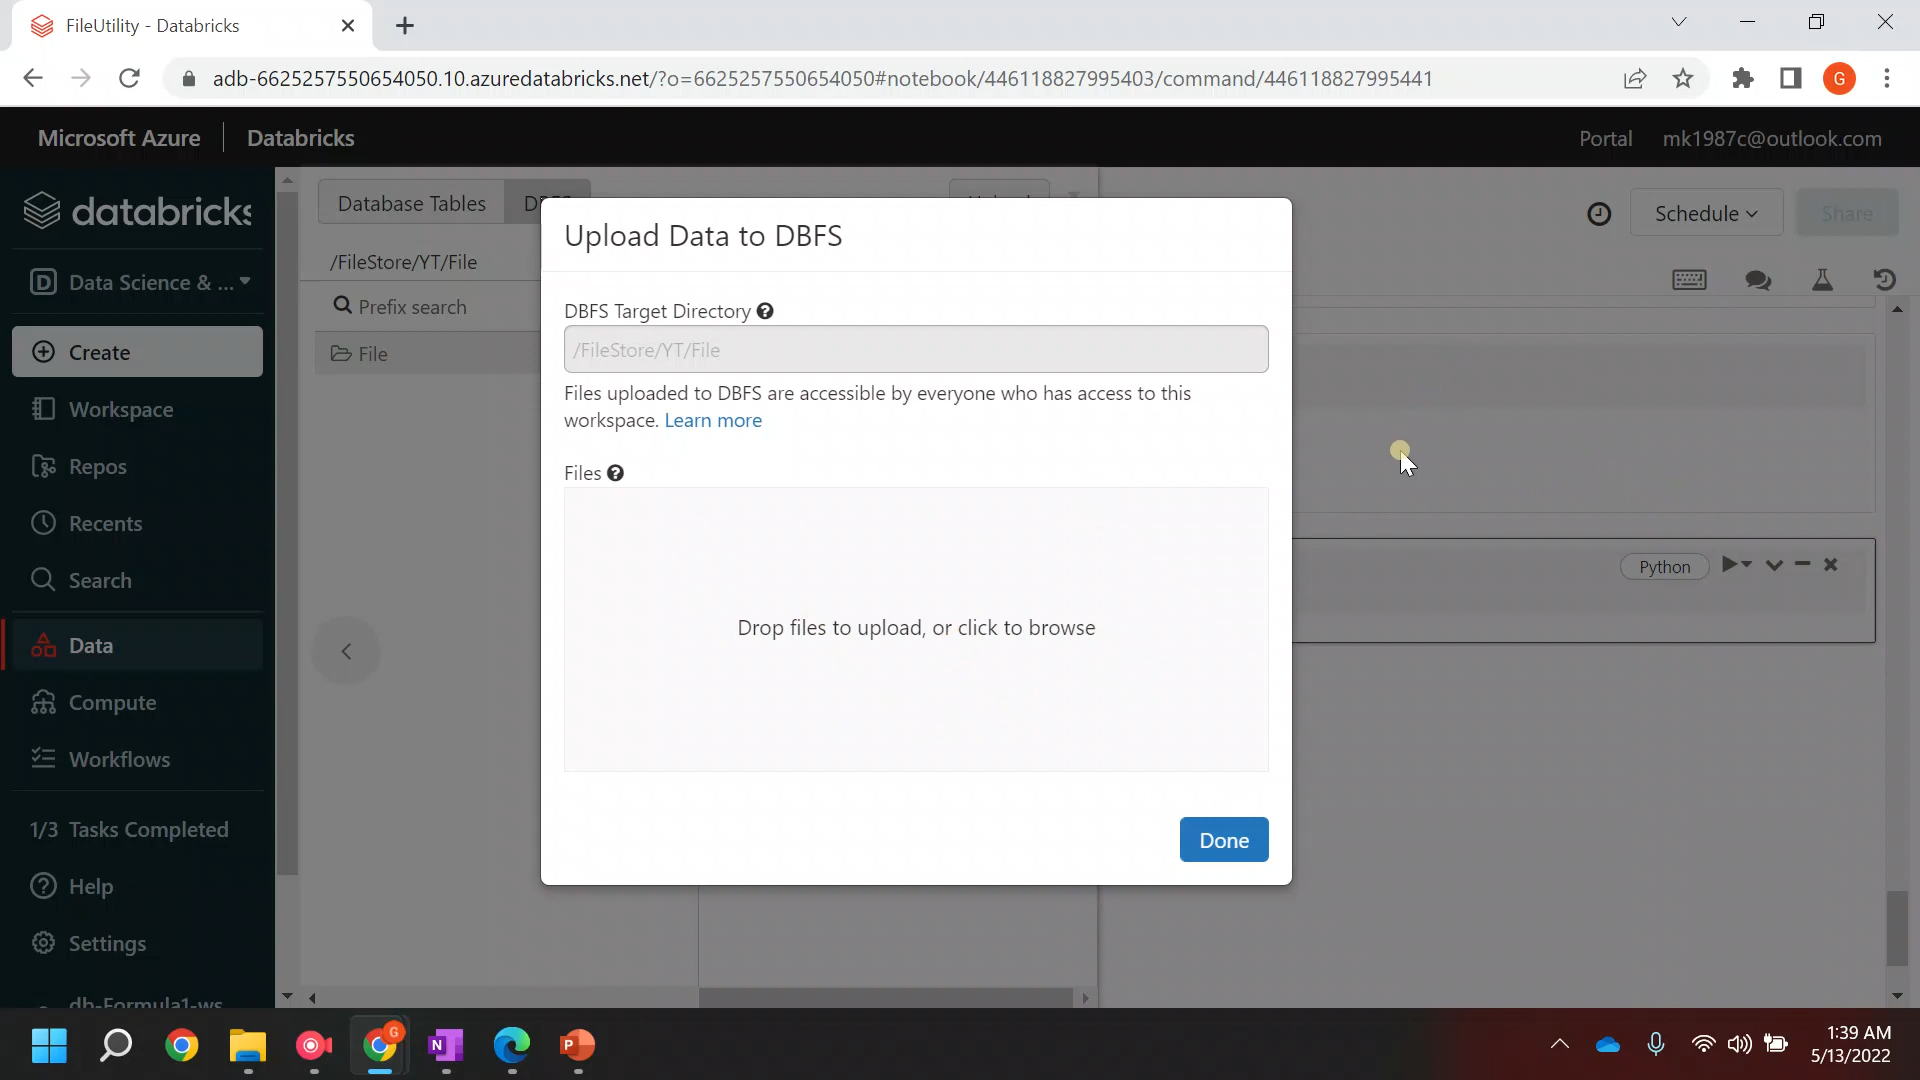 FileUtility - Databricks
adb-6625257550654050.10.azuredatabricks.net/?o=6625257550654050#notebook/446118827995403/command/446118827995441
G
Microsoft Azure
Databricks
Portal
mk1987c@outlook.com
databricks
Database Tables
Schedule
Share
Upload Data to DBFS
D Data Science & ...
/FileStore/YT/File
Prefix search
DBFS Target Directory
/FileStore/YT/File
Create
File
Files uploaded to DBFS are accessible by everyone who has access to this
workspace. Learn more
Workspace
Repos
Files
Recents
Search
Python
Drop files to upload, or click to browse
Data
Compute
Workflows
1/3 Tasks Completed
Done
Help
Settings
db-Formula1-ws
G
N
P
1:39 AM
5/13/2022